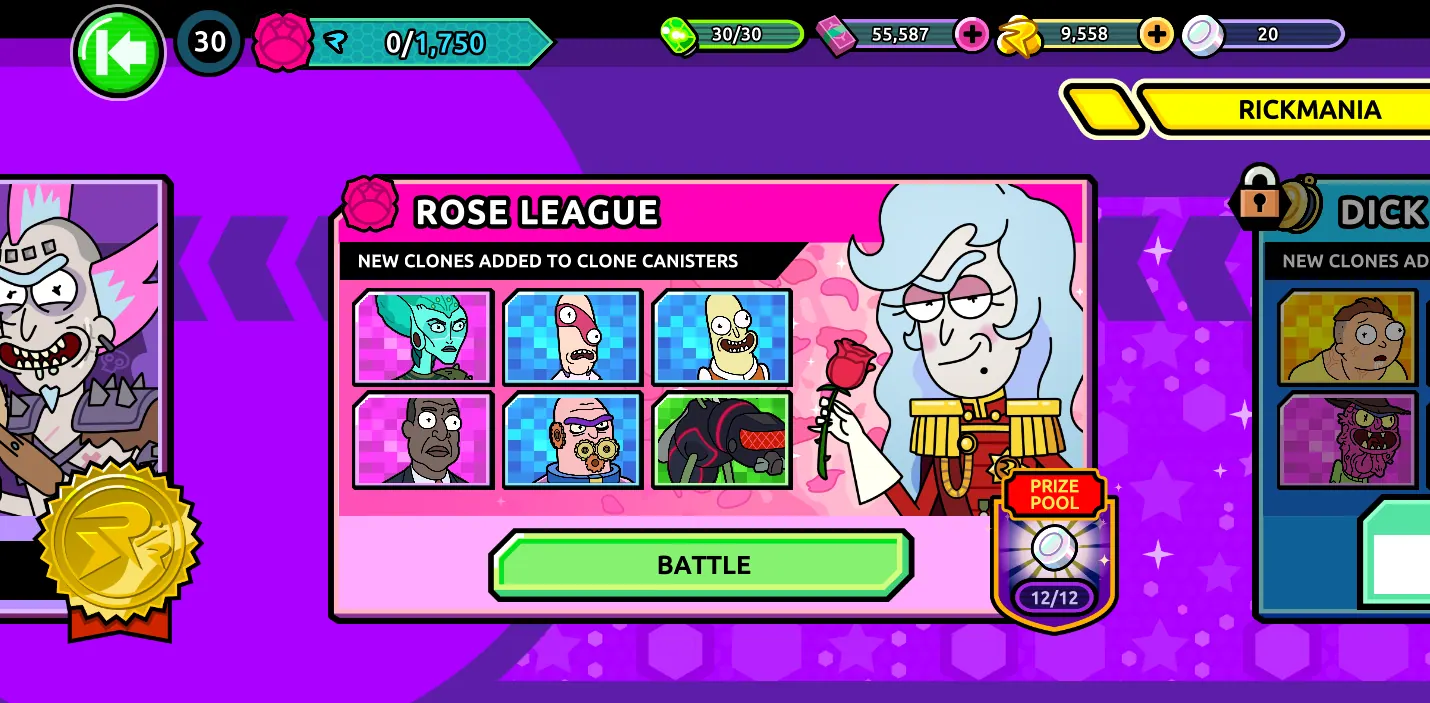 30
0/1,750
30/30
55,587
9,558
20
RICKMANIA
ROSE LEAGUE
NEW CLONES ADDED TO CLONE CANISTERS
BATTLE
PRIZE
POOL
12/12
DICK
NEW CLONES AD